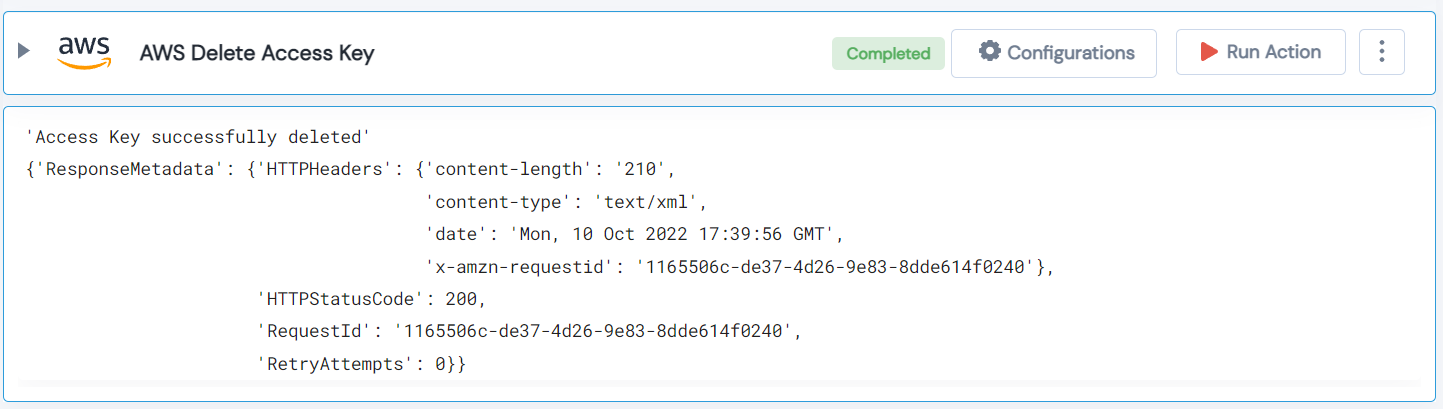 aws AWS Delete Access Key Completed Configurations Run Action
'Access Key successfully deleted'
{'ResponseMetadata': {'HTTPHeaders': {'content-length': '210',
'content-type': 'text/xml',
'date': 'Mon, 10 Oct 2022 17:39:56 GMT',
'x-amzn-requestid': '1165506c-de37-4d26-9e83-8dde614f0240'},
'HTTPStatusCode': 200,
'RequestId': '1165506c-de37-4d26-9e83-8dde614f0240',
'RetryAttempts': 0}}